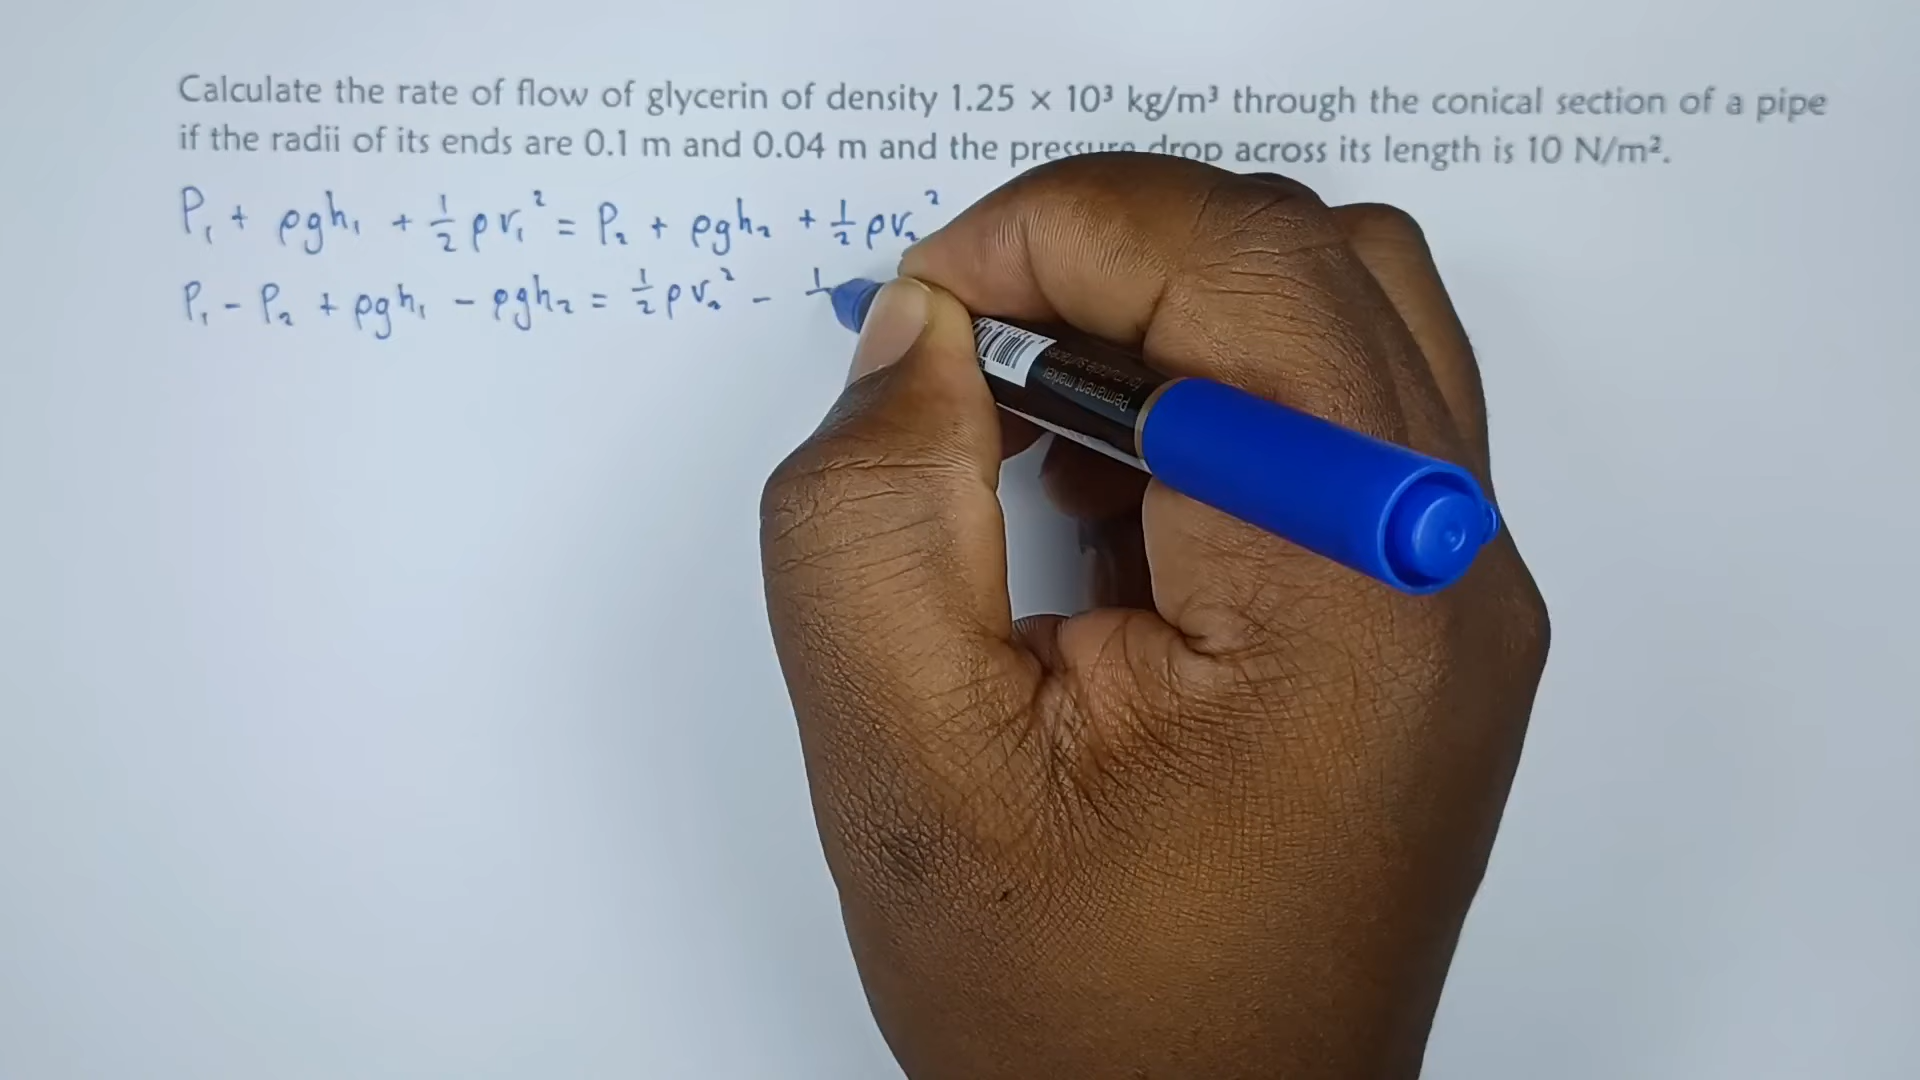 Calculate the rate of flow of glycerin of density 1.25 × 10³ kg/m³ through the conical section of a pipe
if the radii of its ends are 0.1 m and 0.04 m and the pressure drop across its length is 10 N/m².
P₁ + ρgh₁ + ½ρv₁² = P₂ + ρgh₂ + ½ρv₂²
P₁ - P₂ + ρgh₁ - ρgh₂ = ½ρv₂² - 1
Permanent marker